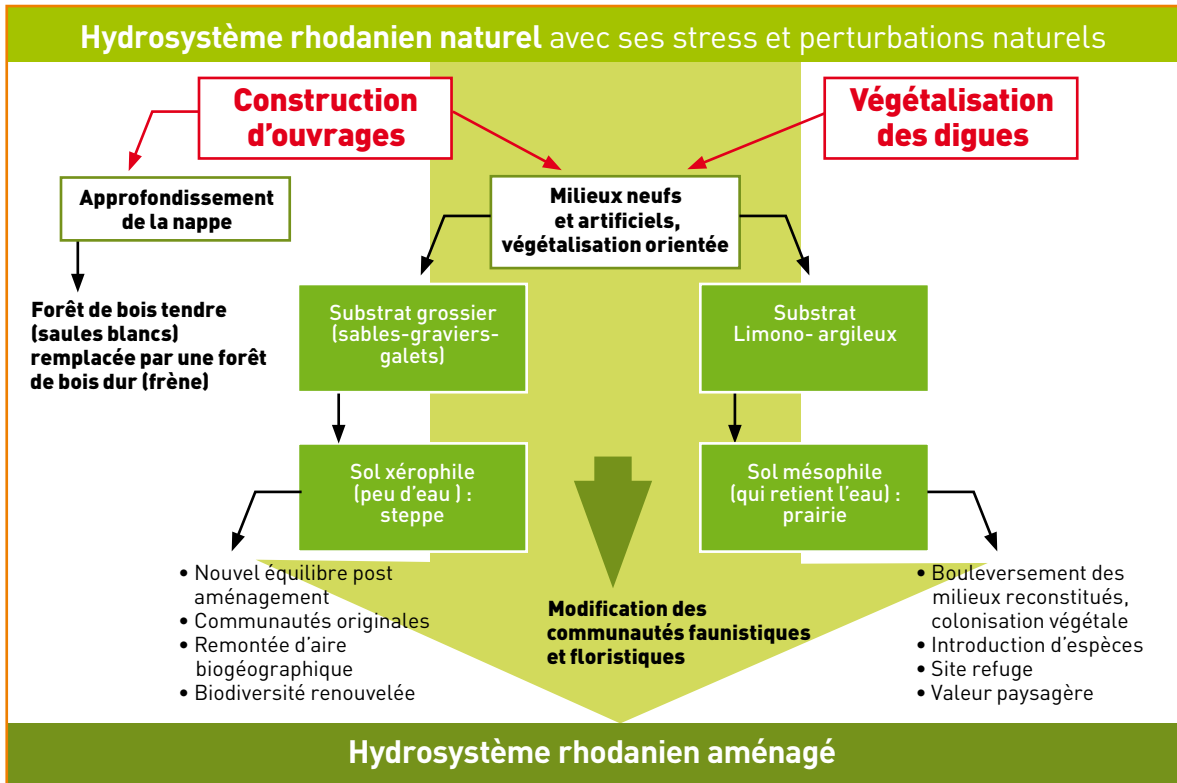 Hydrosystème rhodanien naturel avec ses stress et perturbations naturels
Construction
d’ouvrages
Végétalisation
des digues
Approfondissement
de la nappe
Milieux neufs
et artificiels,
végétalisation orientée
Forêt de bois tendre
(saules blancs)
remplacée par une forêt
de bois dur (frène)
Substrat grossier
(sables-graviers-
galets)
Substrat
Limono- argileux
Sol xérophile
(peu d’eau ) :
steppe
Sol mésophile
(qui retient l’eau) :
prairie
• Nouvel équilibre post
aménagement
• Communautés originales
• Remontée d’aire
biogéographique
• Biodiversité renouvelée
Modification des
communautés faunistiques
et floristiques
• Bouleversement des
milieux reconstitués,
colonisation végétale
• Introduction d’espèces
• Site refuge
• Valeur paysagère
Hydrosystème rhodanien aménagé